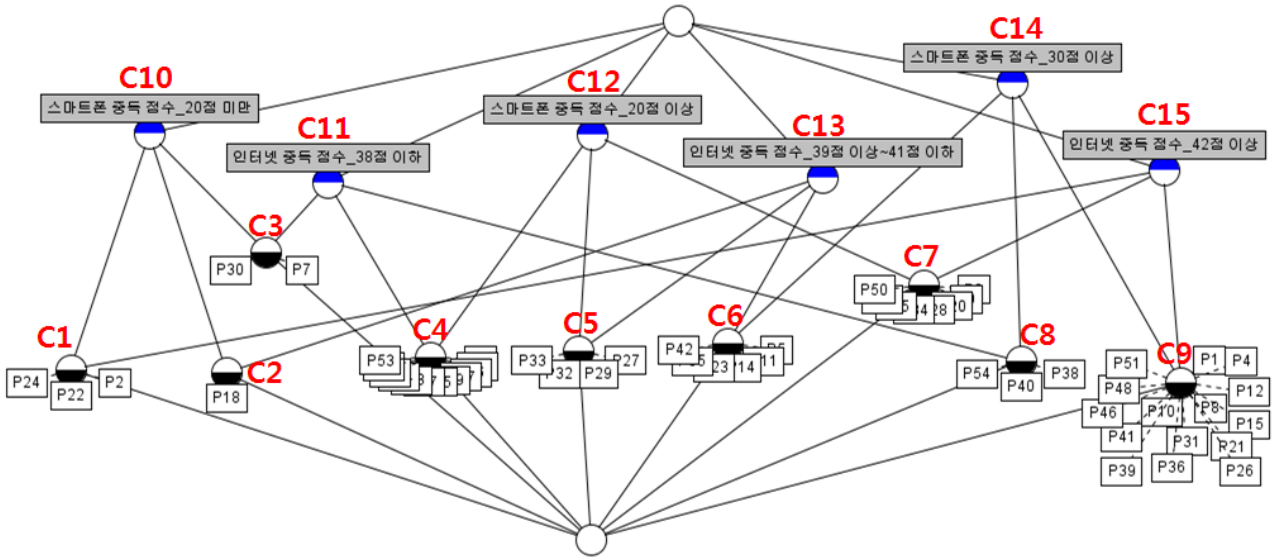 C14
스마트폰 중독 점수_30점 이상
C10
스마트폰 중독 점수_20점 미만
C12
스마트폰 중독 점수_20점 이상
C11
인터넷 중독 점수_38점 이하
C13
인터넷 중독 점수_39점 이상~41점 이하
C15
인터넷 중독 점수_42점 이상
C3
P30
P7
C7
P50
C1
P24
P22
P2
C2
P18
C4
P53
C5
P33
P32
P29
P27
C6
P42
C8
P54
P40
P38
C9
P51
P1
P4
P48
P12
P46
P10
P8
P15
P41
P31
P21
P39
P36
P26